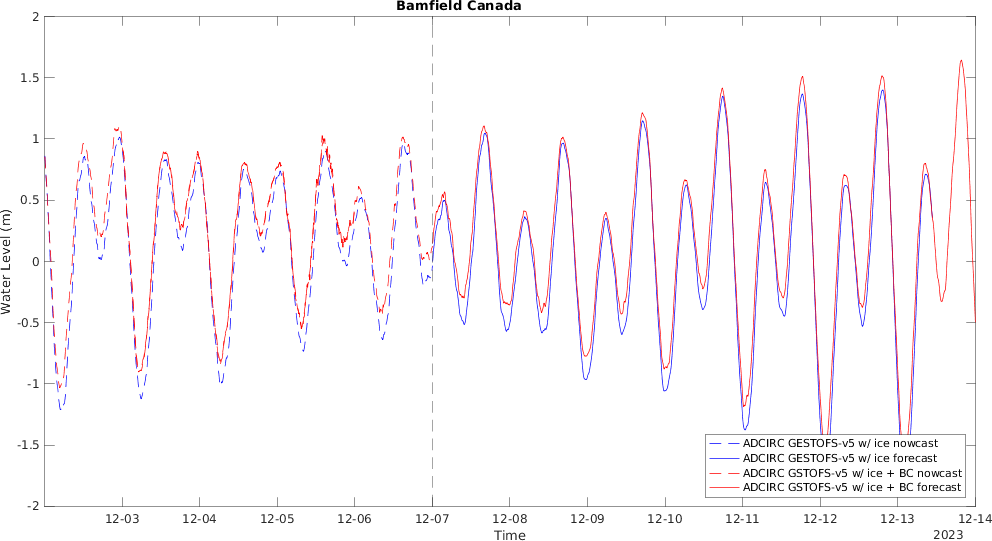 Bamfield Canada
2
1.5
1
0.5
0
-0.5
-1
-1.5
-2
Water Level (m)
12-03 12-04 12-05 12-06 12-07 12-08 12-09 12-10 12-11 12-12 12-13 12-14
Time
2023
ADCIRC GESTOFS-v5 w/ ice nowcast
ADCIRC GESTOFS-v5 w/ ice forecast
ADCIRC GSTOFS-v5 w/ ice + BC nowcast
ADCIRC GSTOFS-v5 w/ ice + BC forecast